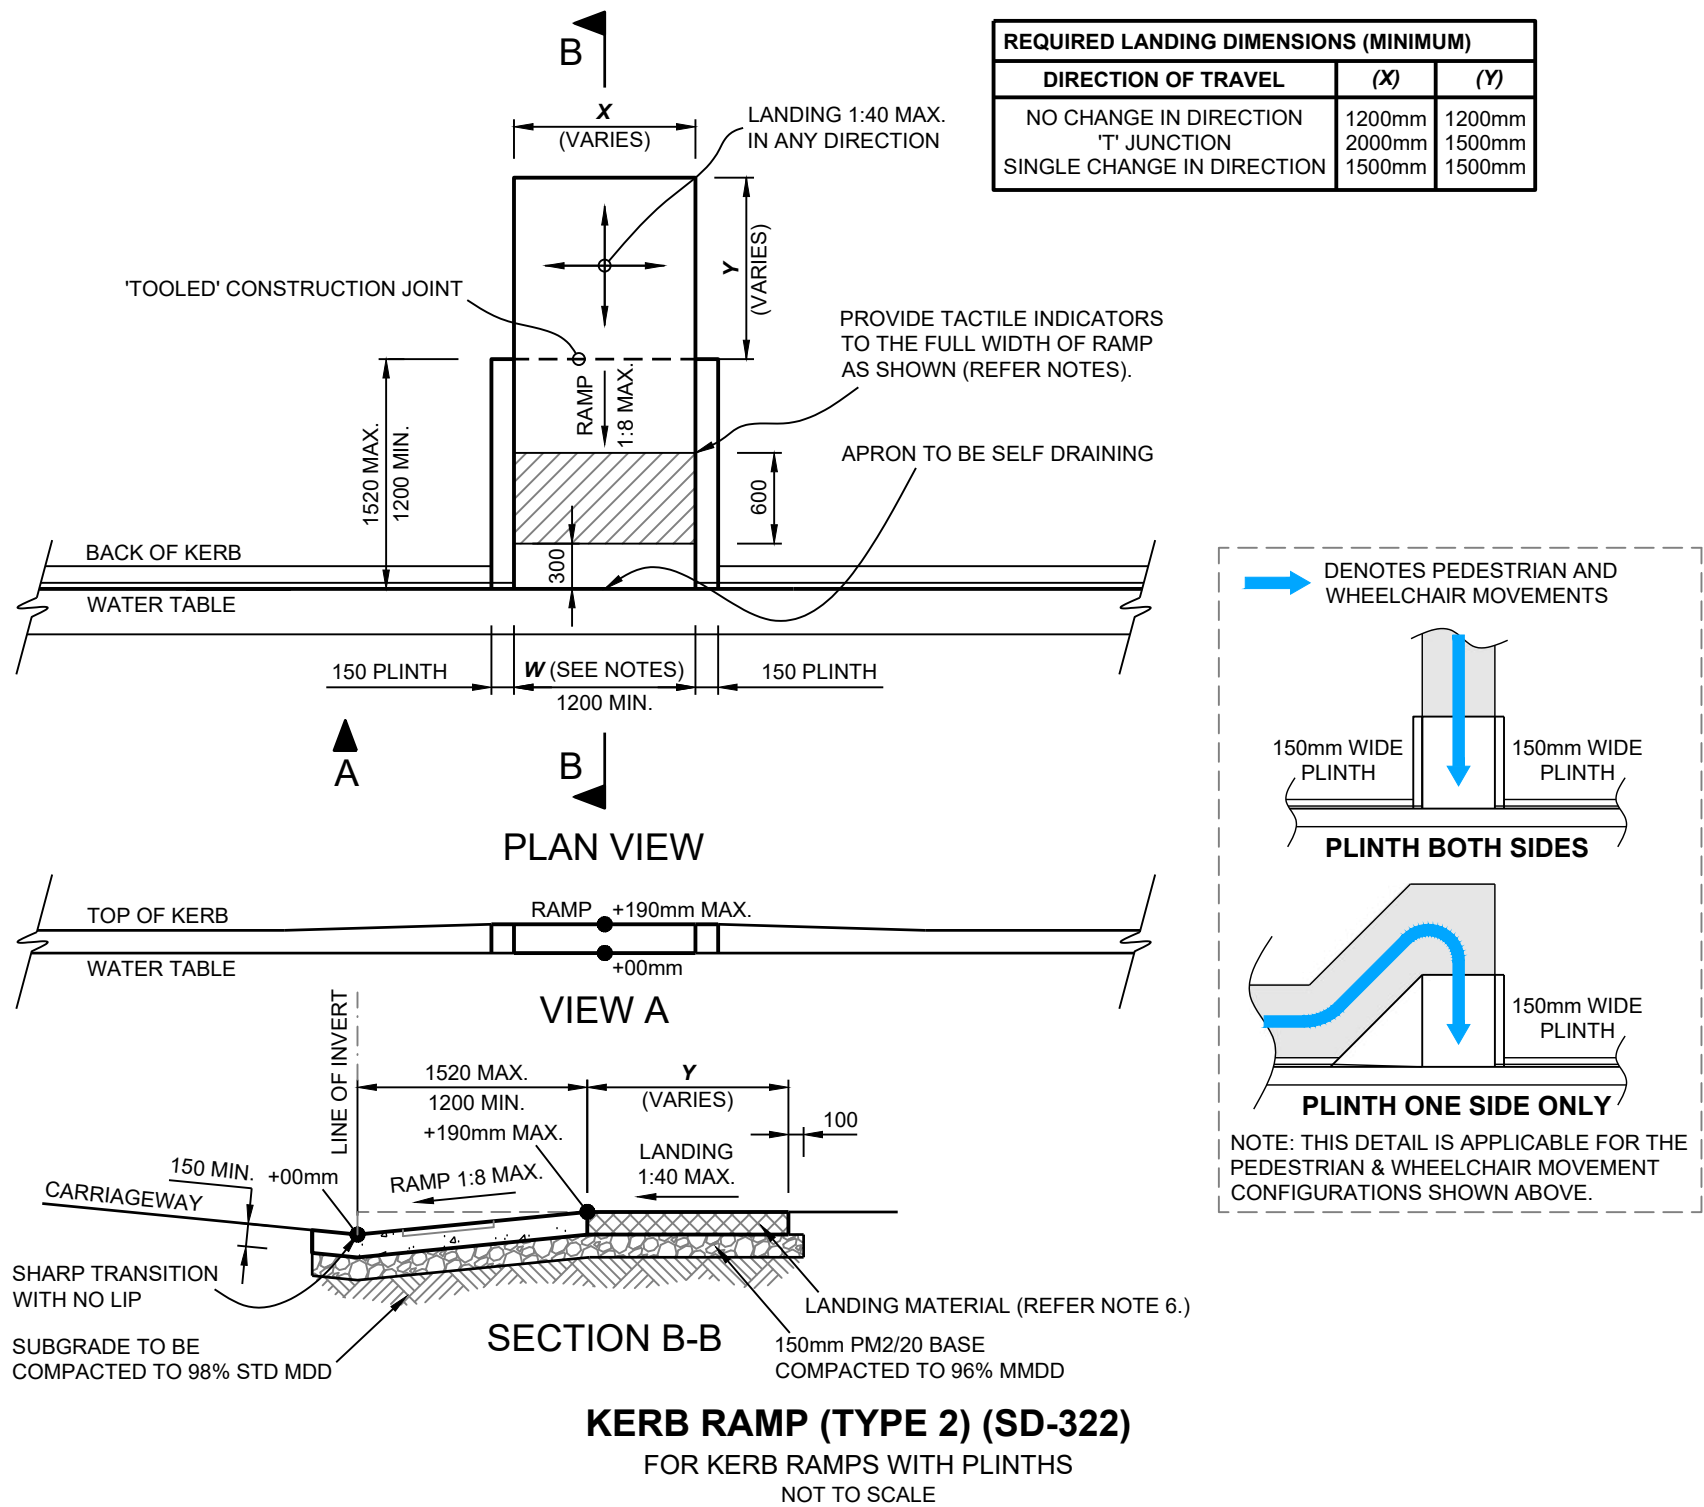 B
X
(VARIES)
LANDING 1:40 MAX.
IN ANY DIRECTION
REQUIRED LANDING DIMENSIONS (MINIMUM)
DIRECTION OF TRAVEL (X) (Y)
NO CHANGE IN DIRECTION 1200mm 1200mm
'T' JUNCTION 2000mm 1500mm
SINGLE CHANGE IN DIRECTION 1500mm 1500mm
Y
(VARIES)
'TOOLED' CONSTRUCTION JOINT
PROVIDE TACTILE INDICATORS
TO THE FULL WIDTH OF RAMP
AS SHOWN (REFER NOTES).
RAMP
1:8 MAX.
1520 MAX.
1200 MIN.
APRON TO BE SELF DRAINING
600
300
BACK OF KERB
WATER TABLE
150 PLINTH
W (SEE NOTES)
1200 MIN.
150 PLINTH
A
B
PLAN VIEW
DENOTES PEDESTRIAN AND
WHEELCHAIR MOVEMENTS
150mm WIDE
PLINTH
150mm WIDE
PLINTH
PLINTH BOTH SIDES
150mm WIDE
PLINTH
PLINTH ONE SIDE ONLY
NOTE: THIS DETAIL IS APPLICABLE FOR THE
PEDESTRIAN & WHEELCHAIR MOVEMENT
CONFIGURATIONS SHOWN ABOVE.
TOP OF KERB
RAMP
+190mm MAX.
WATER TABLE
+00mm
VIEW A
LINE OF INVERT
1520 MAX.
1200 MIN.
Y
(VARIES)
100
+190mm MAX.
LANDING
1:40 MAX.
150 MIN.
+00mm
RAMP 1:8 MAX.
CARRIAGEWAY
SHARP TRANSITION
WITH NO LIP
SUBGRADE TO BE
COMPACTED TO 98% STD MDD
LANDING MATERIAL (REFER NOTE 6.)
150mm PM2/20 BASE
COMPACTED TO 96% MMDD
SECTION B-B
KERB RAMP (TYPE 2) (SD-322)
FOR KERB RAMPS WITH PLINTHS
NOT TO SCALE